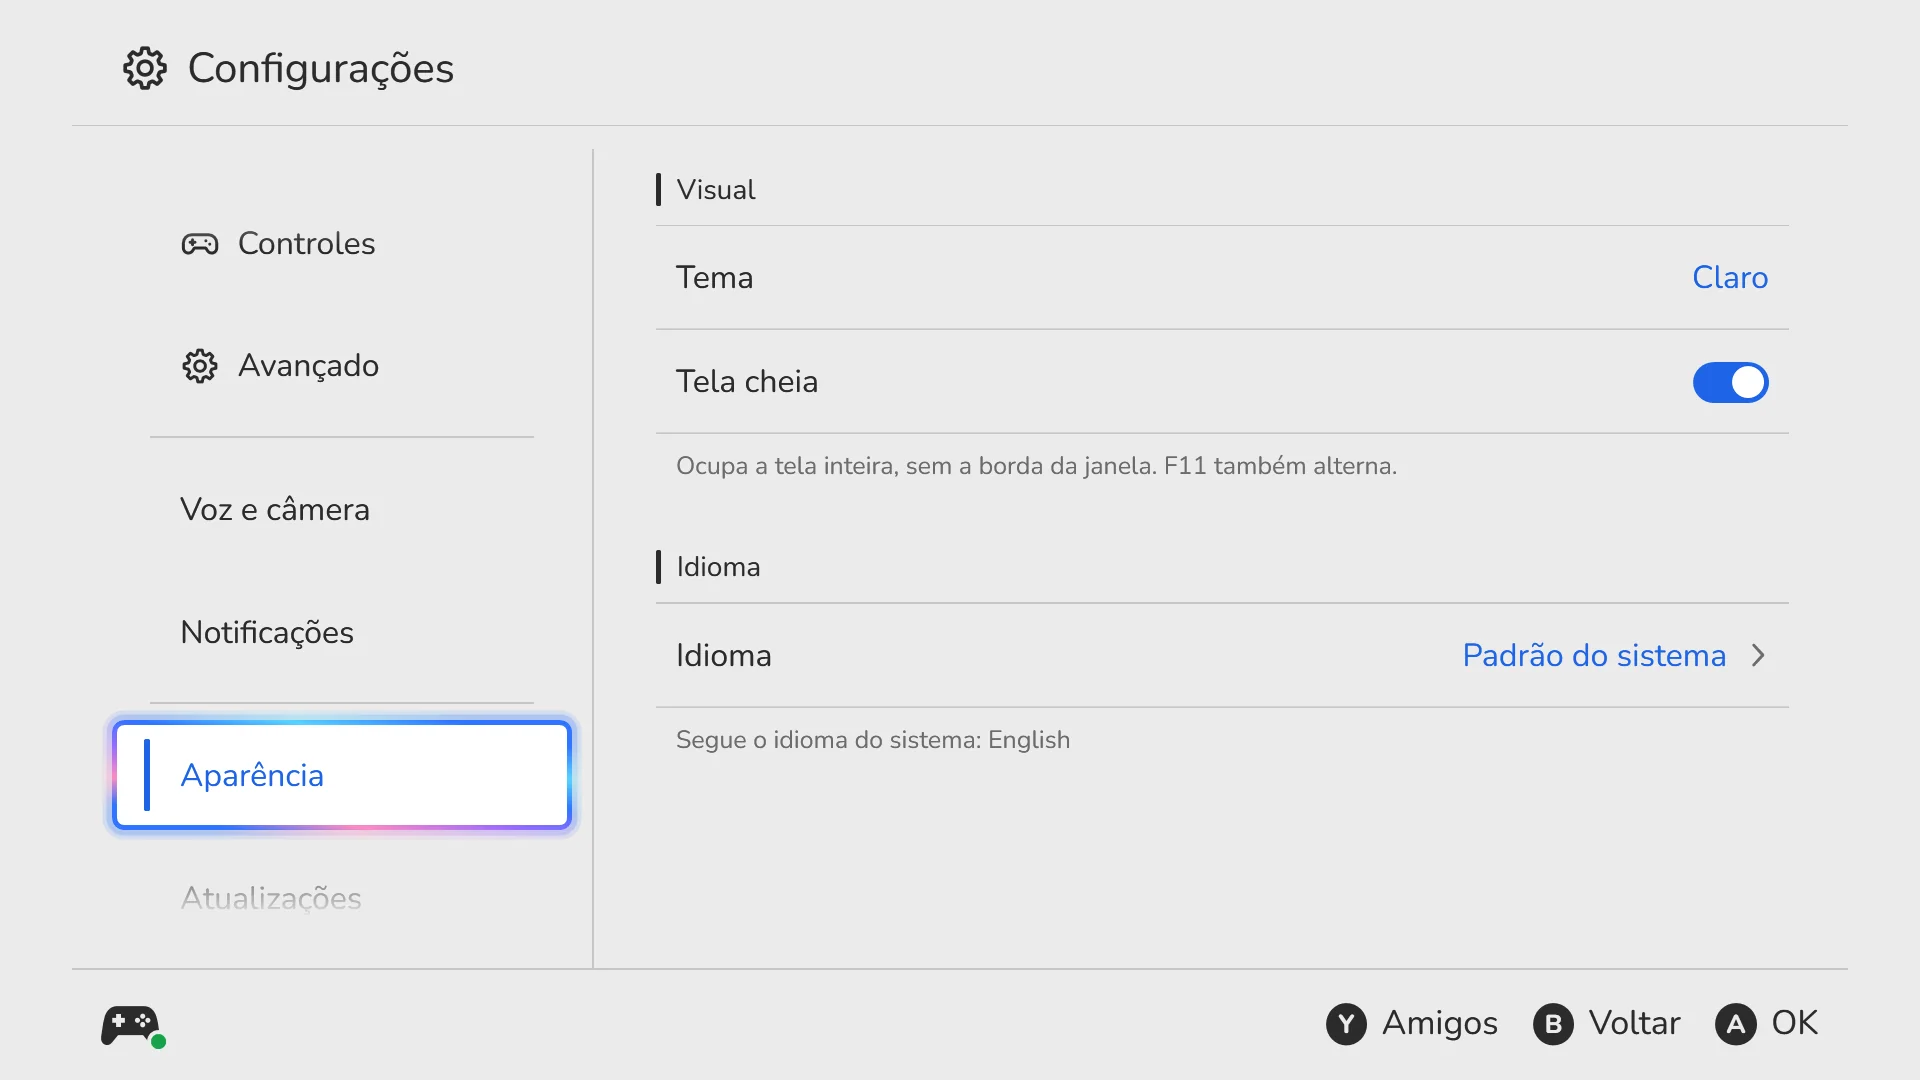 Configurações
Controles
Avançado
Voz e câmera
Notificações
Aparência
Atualizações
Visual
Tema
Claro
Tela cheia
Ocupa a tela inteira, sem a borda da janela. F11 também alterna.
Idioma
Idioma
Padrão do sistema
Segue o idioma do sistema: English
Y Amigos
B Voltar
A OK